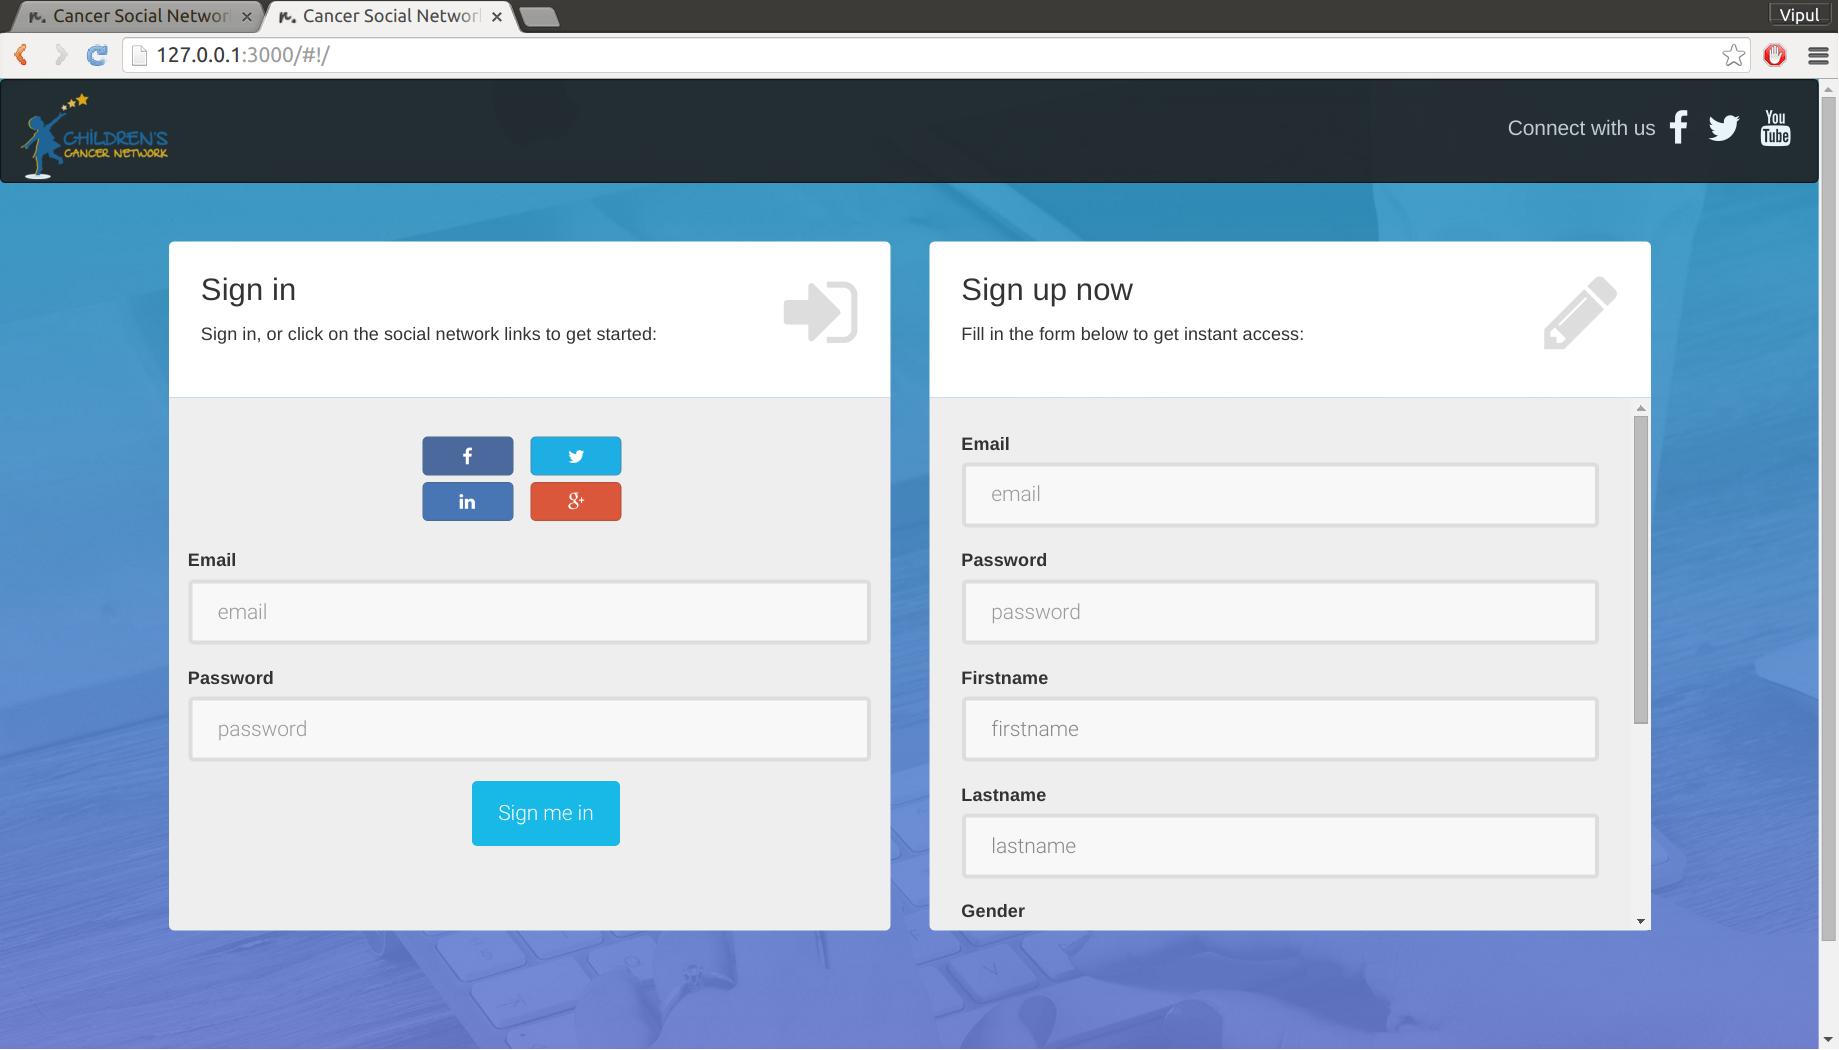 Cancer Social Network
Cancer Social Network
Vipul
127.0.0.1:3000/#!/
CHILDREN'S
CANCER NETWORK
Connect with us
You
Tube
Sign in
Sign in, or click on the social network links to get started:
Email
email
Password
password
Sign me in
Sign up now
Fill in the form below to get instant access:
Email
email
Password
password
Firstname
firstname
Lastname
lastname
Gender